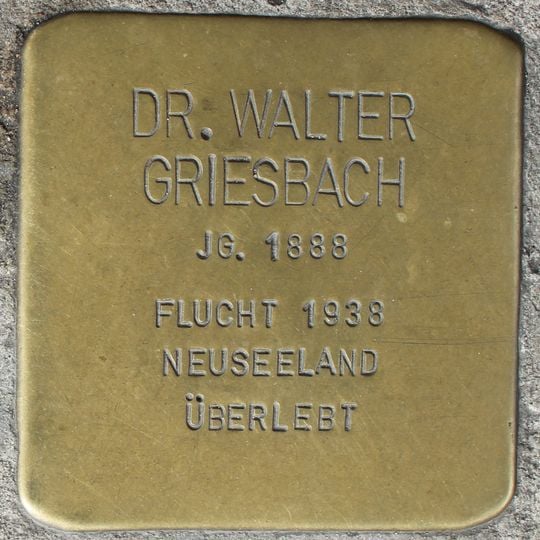 DR. WALTER
GRIESBACH
JG. 1888
FLUCHT 1938
NEUSEELAND
ÜBERLEBT